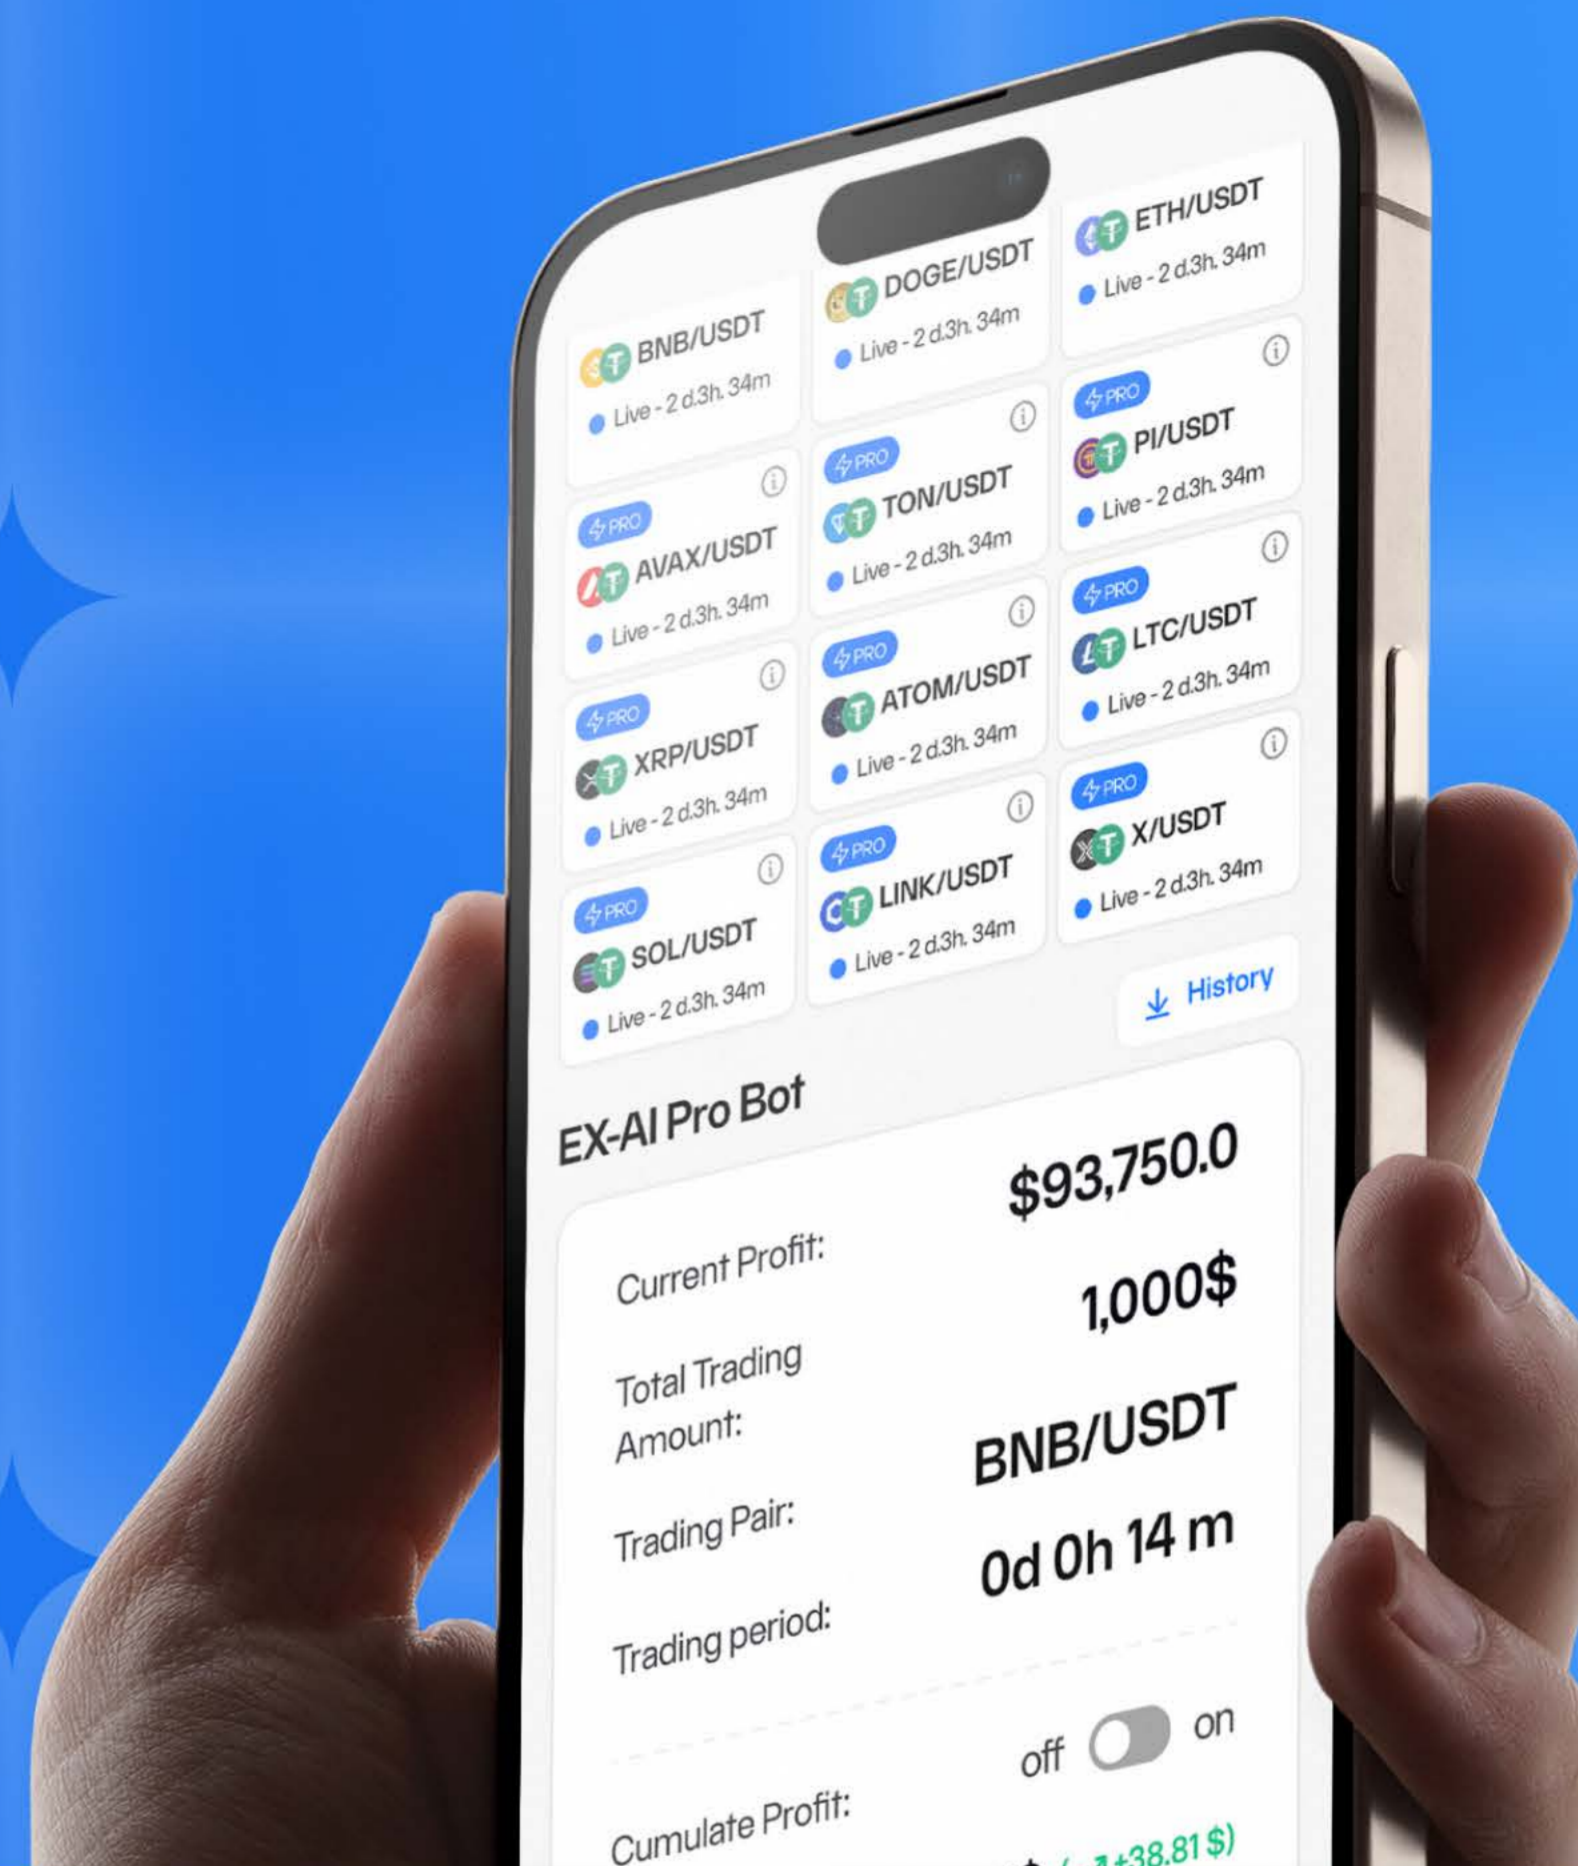 BNB/USDT
Live - 2 d.3h. 34m
DOGE/USDT
Live - 2 d.3h. 34m
ETH/USDT
Live - 2 d.3h. 34m
PRO
AVAX/USDT
Live - 2 d.3h. 34m
PRO
TON/USDT
Live - 2 d.3h. 34m
PRO
PI/USDT
Live - 2 d.3h. 34m
PRO
XRP/USDT
Live - 2 d.3h. 34m
PRO
ATOM/USDT
Live - 2 d.3h. 34m
PRO
LTC/USDT
Live - 2 d.3h. 34m
PRO
SOL/USDT
Live - 2 d.3h. 34m
PRO
LINK/USDT
Live - 2 d.3h. 34m
PRO
X/USDT
Live - 2 d.3h. 34m
History
EX-AI Pro Bot
Current Profit: $93,750.0
Total Trading
Amount: 1,000$
Trading Pair: BNB/USDT
Trading period: 0d 0h 14 m
Cumulate Profit: off on
+38.81 $)